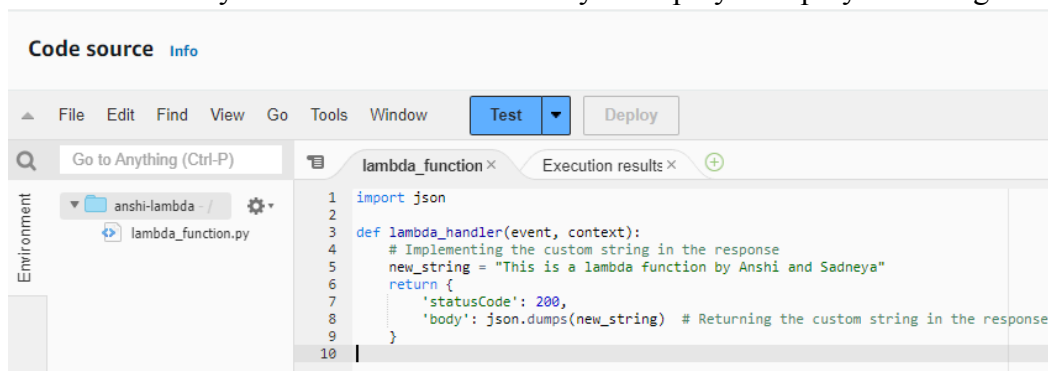 Code source Info
File Edit Find View Go Tools Window Test Deploy
Go to Anything (Ctrl-P)
lambda_function × Execution results ×
Environment
anshi-lambda - /
lambda_function.py
1 import json
2
3 def lambda_handler(event, context):
4 # Implementing the custom string in the response
5 new_string = "This is a lambda function by Anshi and Sadneya"
6 return {
7 'statusCode': 200,
8 'body': json.dumps(new_string) # Returning the custom string in the response
9 }
10